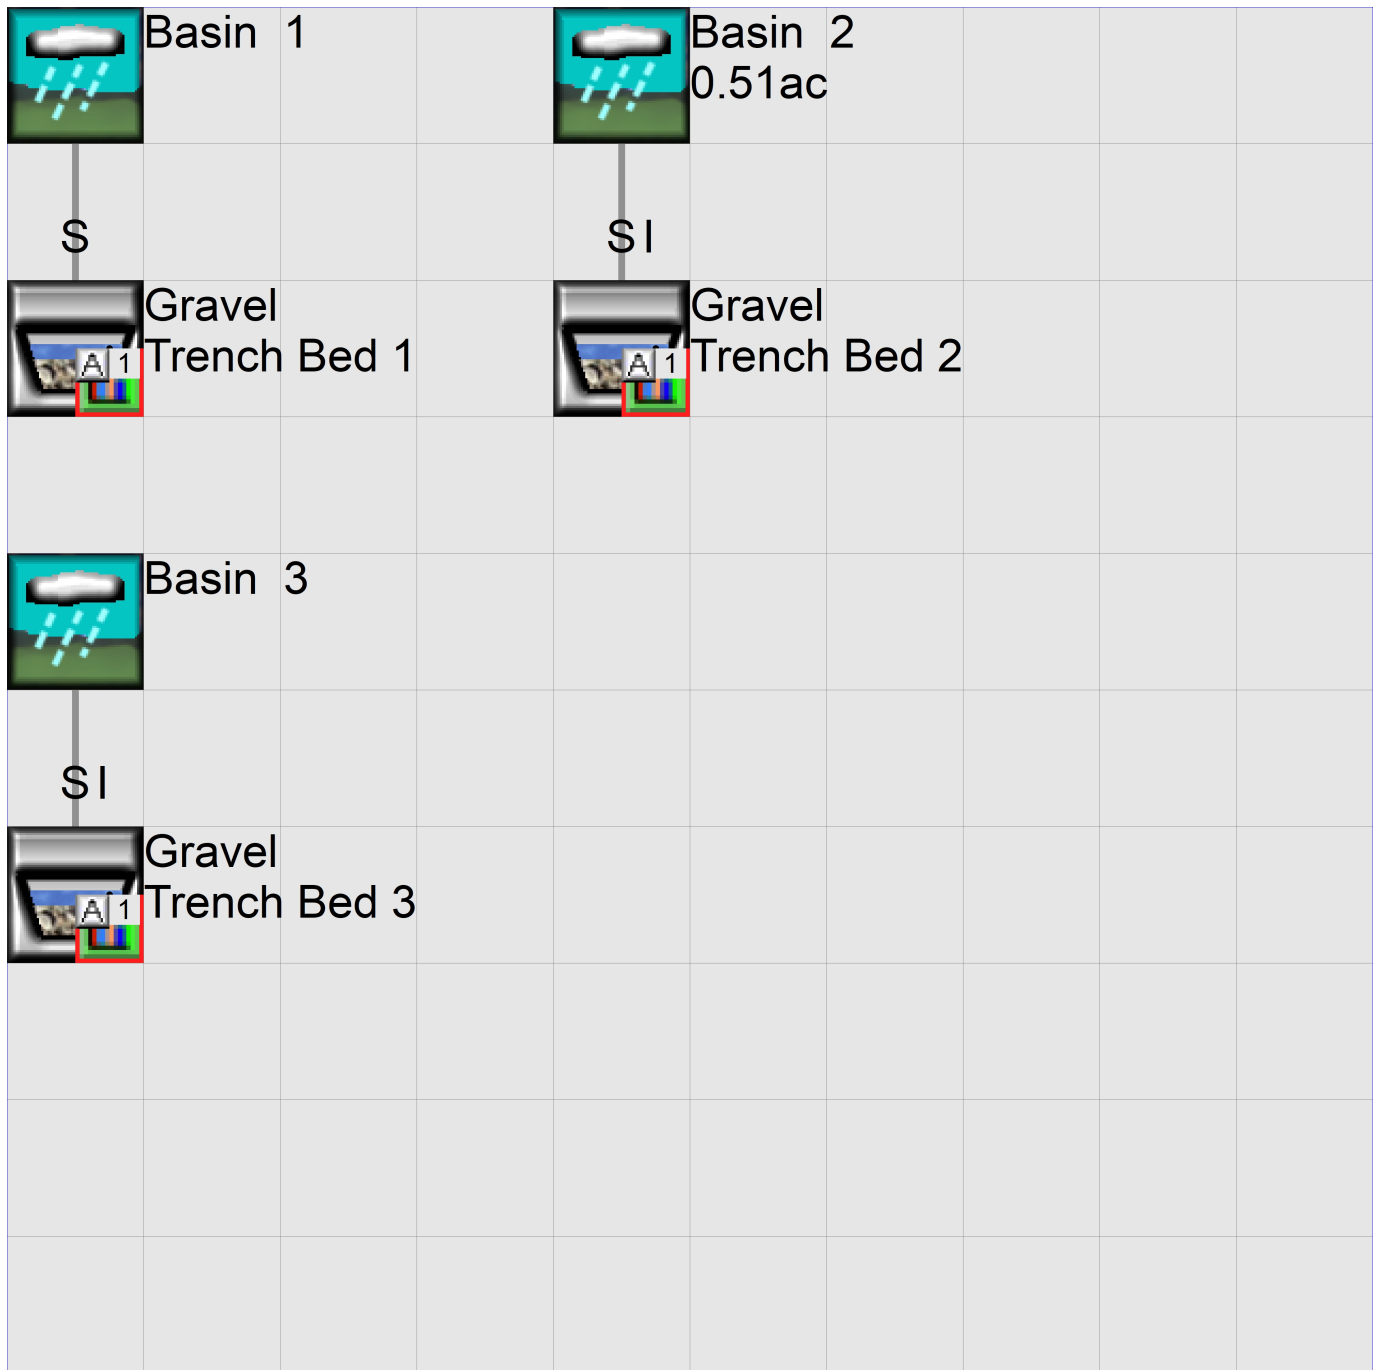 Basin 1
Basin 2
0.51ac
S
SI
Gravel
Trench Bed 1
A 1
Gravel
Trench Bed 2
A 1
Basin 3
SI
Gravel
Trench Bed 3
A 1